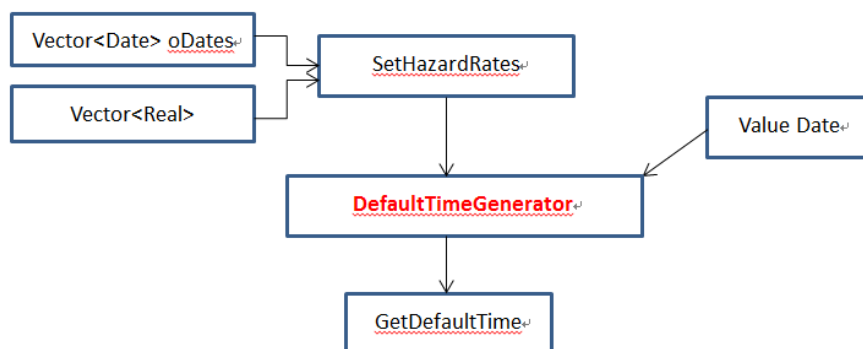 Vector<Date> oDates
SetHazardRates
Vector<Real>
Value Date
DefaultTimeGenerator
GetDefaultTime